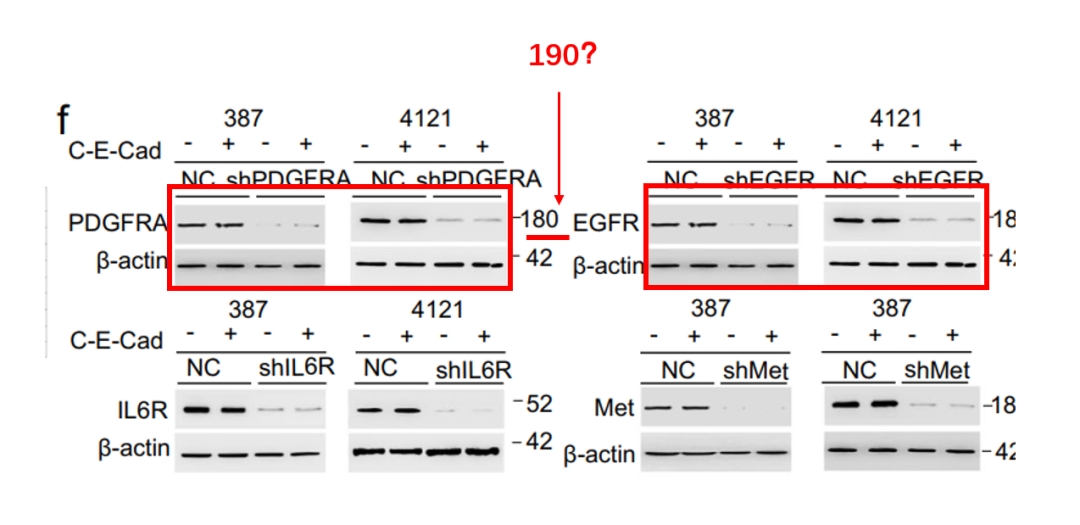 190?
f
387 4121 387 4121
C-E-Cad - + - + - + - + - + - + - + - +
NC shPDGFRA NC shPDGFRA NC shEGFR NC shEGFR
PDGFRA 180 EGFR 18
β-actin 42 β-actin 42
387 4121 387 387
C-E-Cad - + - + - + - + - + - + - + - +
NC shIL6R NC shIL6R NC shMet NC shMet
IL6R 52 Met 18
β-actin 42 β-actin 42